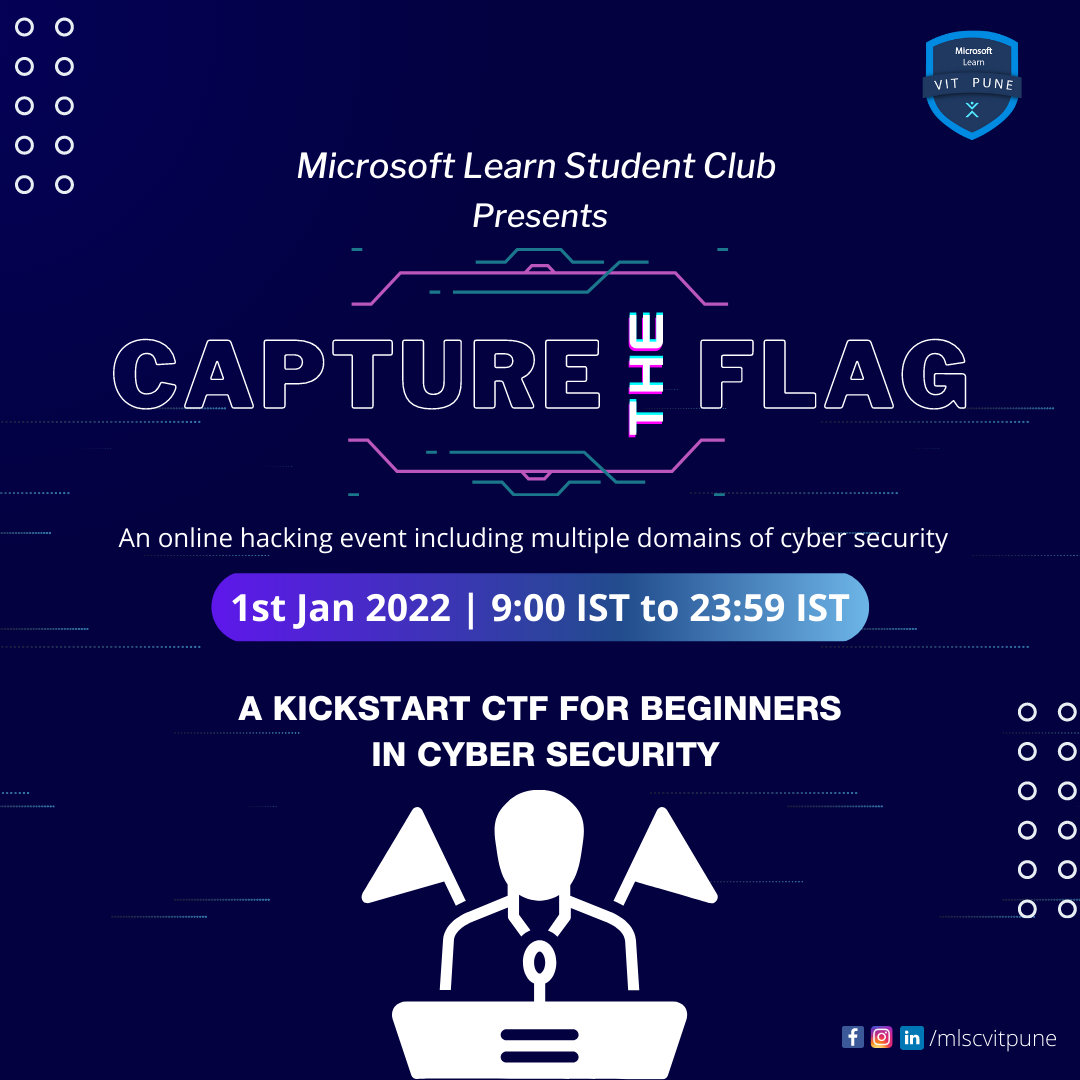 Microsoft
Learn
VIT PUNE
Microsoft Learn Student Club
Presents
CAPTURE THE FLAG
An online hacking event including multiple domains of cyber security
1st Jan 2022 | 9:00 IST to 23:59 IST
A KICKSTART CTF FOR BEGINNERS
IN CYBER SECURITY
/mlscvitpune